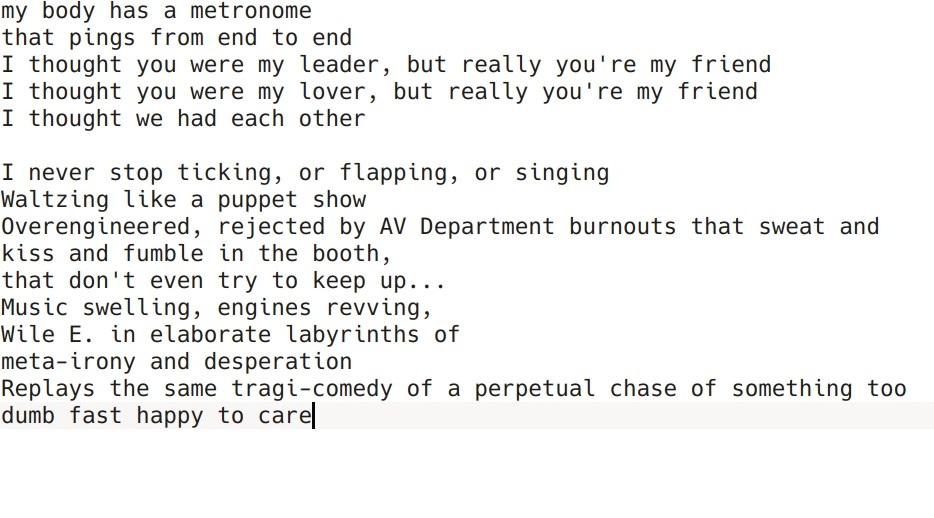 my body has a metronome
that pings from end to end
I thought you were my leader, but really you're my friend
I thought you were my lover, but really you're my friend
I thought we had each other

I never stop ticking, or flapping, or singing
Waltzing like a puppet show
Overengineered, rejected by AV Department burnouts that sweat and
kiss and fumble in the booth,
that don't even try to keep up...
Music swelling, engines revving,
Wile E. in elaborate labyrinths of
meta-irony and desperation
Replays the same tragi-comedy of a perpetual chase of something too
dumb fast happy to care